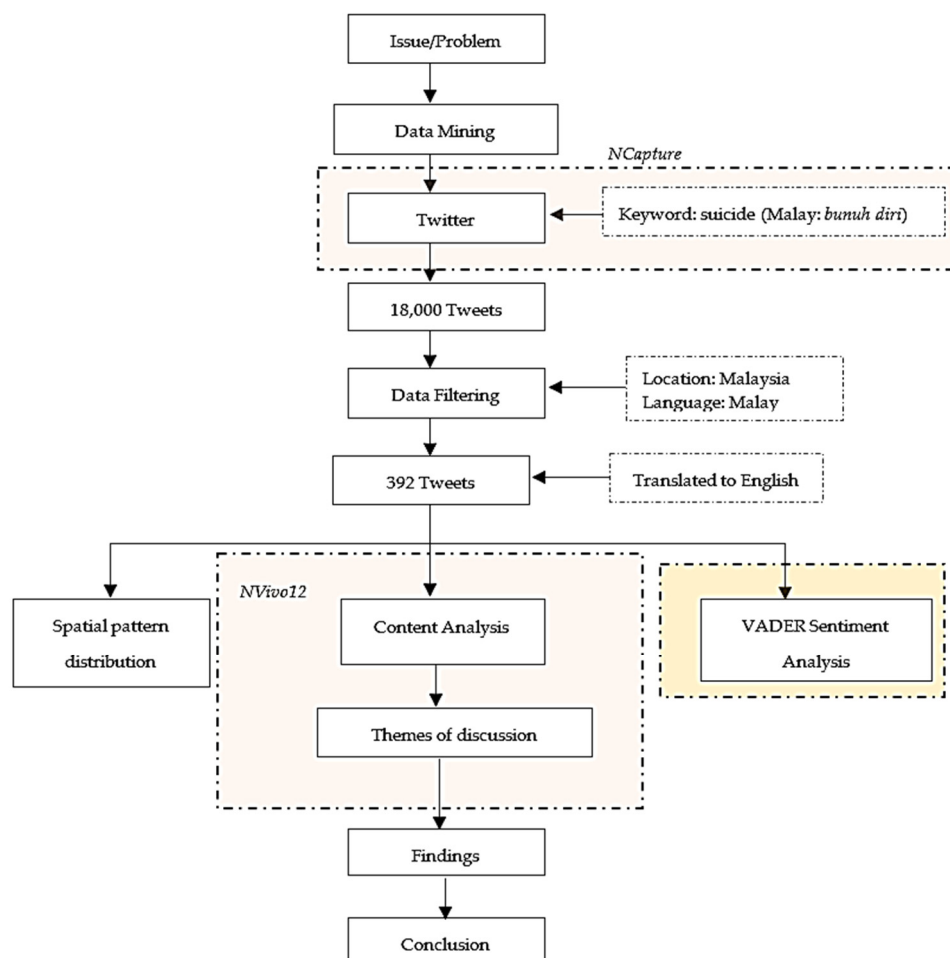 Issue/Problem
Data Mining
NCapture
Twitter
Keyword: suicide (Malay: bunuh diri)
18,000 Tweets
Data Filtering
Location: Malaysia
Language: Malay
392 Tweets
Translated to English
NVivo12
Spatial pattern
distribution
Content Analysis
VADER Sentiment
Analysis
Themes of discussion
Findings
Conclusion